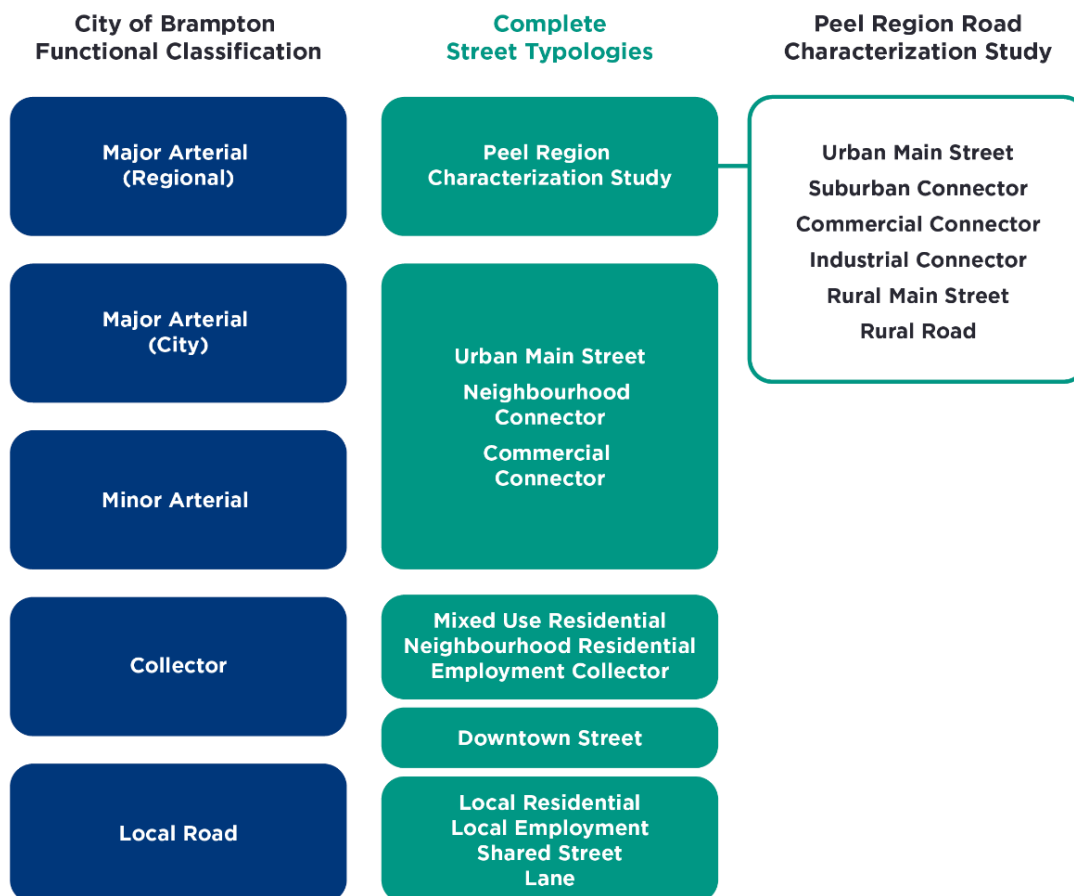 City of Brampton
Functional Classification
Complete
Street Typologies
Peel Region Road
Characterization Study
Major Arterial
(Regional)
Peel Region
Characterization Study
Urban Main Street
Suburban Connector
Commercial Connector
Industrial Connector
Rural Main Street
Rural Road
Major Arterial
(City)
Minor Arterial
Urban Main Street
Neighbourhood
Connector
Commercial
Connector
Collector
Mixed Use Residential
Neighbourhood Residential
Employment Collector
Downtown Street
Local Road
Local Residential
Local Employment
Shared Street
Lane